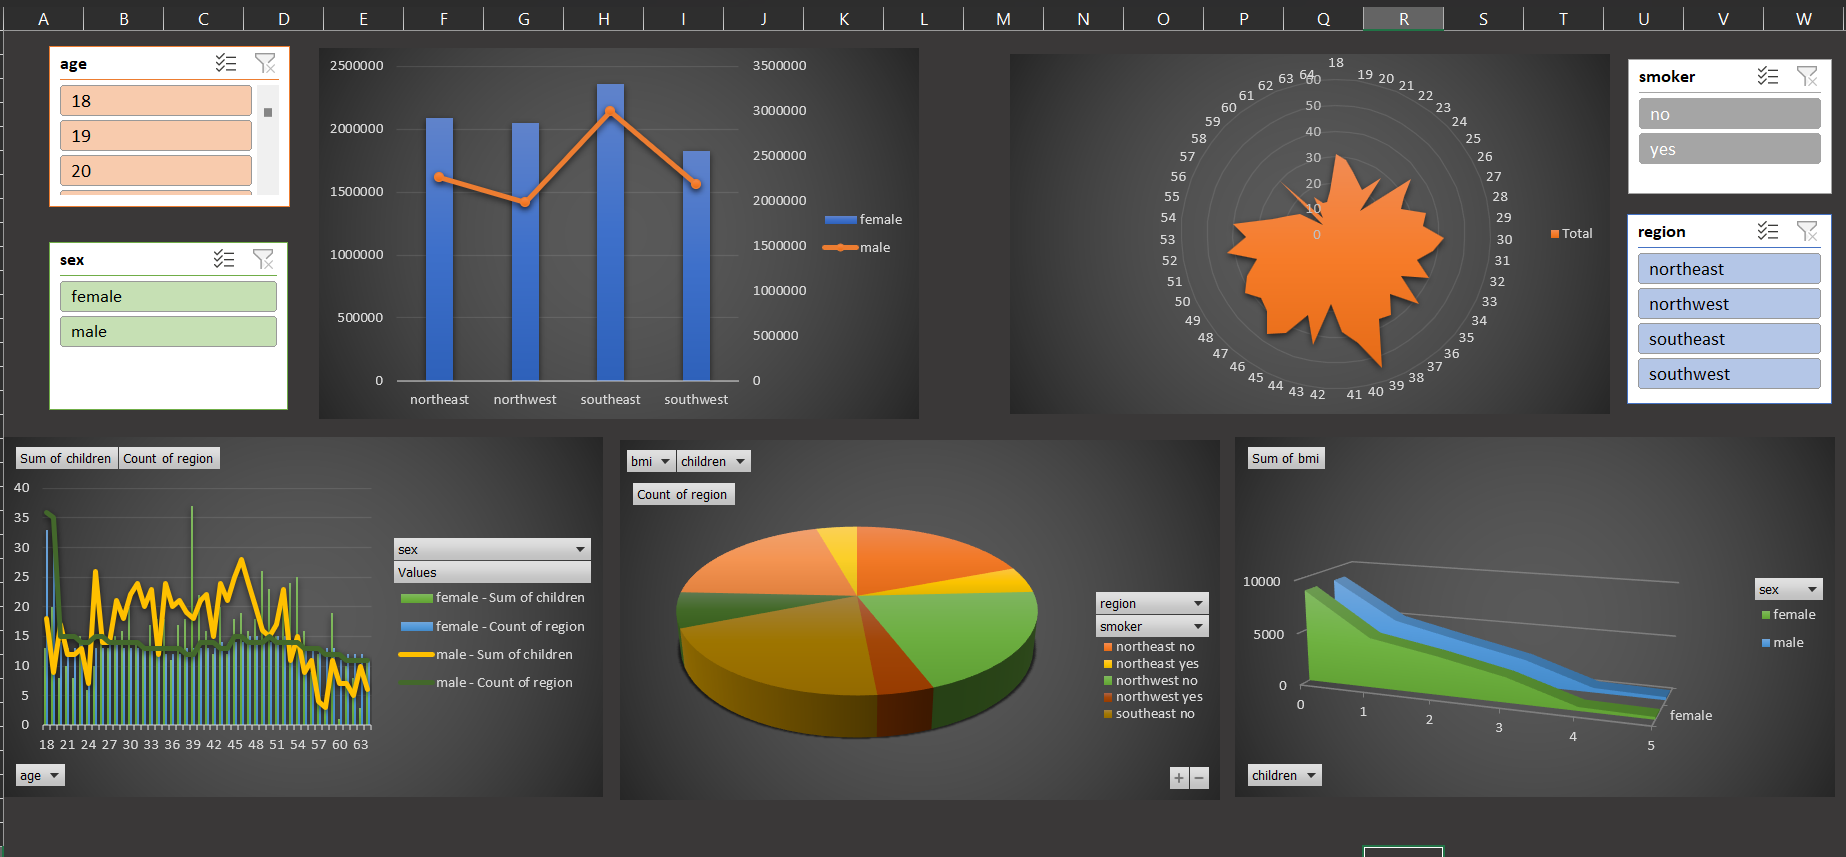 A B C D E F G H I J K L M N O P Q R S T U V W
age
18
19
20
sex
female
male
2500000
2000000
1500000
1000000
500000
0
3500000
3000000
2500000
2000000
1500000
1000000
500000
0
northeast northwest southeast southwest
female
male
18 19 20 21 22 23 24 25 26 27 28 29 30 31 32 33 34 35 36 37 38 39 40 41 42 43 44 45 46 47 48 49 50 51 52 53 54 55 56 57 58 59 60 61 62 63 64
60
50
40
30
20
10
0
Total
smoker
no
yes
region
northeast
northwest
southeast
southwest
Sum of children Count of region
40
35
30
25
20
15
10
5
0
18 21 24 27 30 33 36 39 42 45 48 51 54 57 60 63
sex
Values
female - Sum of children
female - Count of region
male - Sum of children
male - Count of region
age
bmi children
Count of region
region
smoker
northeast no
northeast yes
northwest no
northwest yes
southeast no
+ −
Sum of bmi
10000
5000
0
0 1 2 3 4 5
female
sex
female
male
children